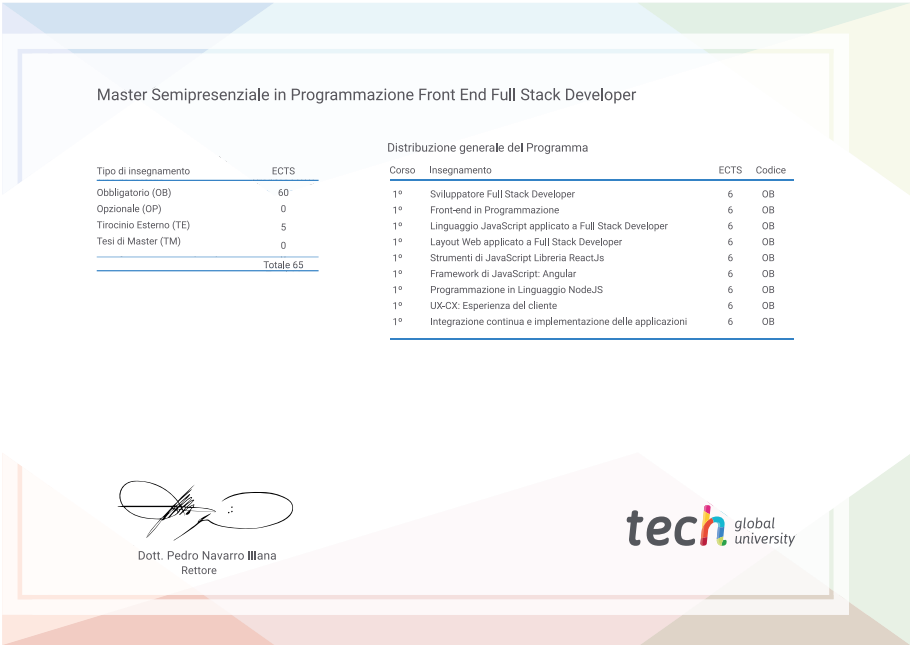 Master Semipresenziale in Programmazione Front End Full Stack Developer
Tipo di insegnamento ECTS
Obbligatorio (OB) 60
Opzionale (OP) 0
Tirocinio Esterno (TE) 5
Tesi di Master (TM) 0
Totale 65
Distribuzione generale del Programma
Corso Insegnamento ECTS Codice
1º Sviluppatore Full Stack Developer 6 OB
1º Front-end in Programmazione 6 OB
1º Linguaggio JavaScript applicato a Full Stack Developer 6 OB
1º Layout Web applicato a Full Stack Developer 6 OB
1º Strumenti di JavaScript Libreria ReactJs 6 OB
1º Framework di JavaScript: Angular 6 OB
1º Programmazione in Linguaggio NodeJS 6 OB
1º UX-CX: Esperienza del cliente 6 OB
1º Integrazione continua e implementazione delle applicazioni 6 OB
Dott. Pedro Navarro Illana
Rettore
tech global university